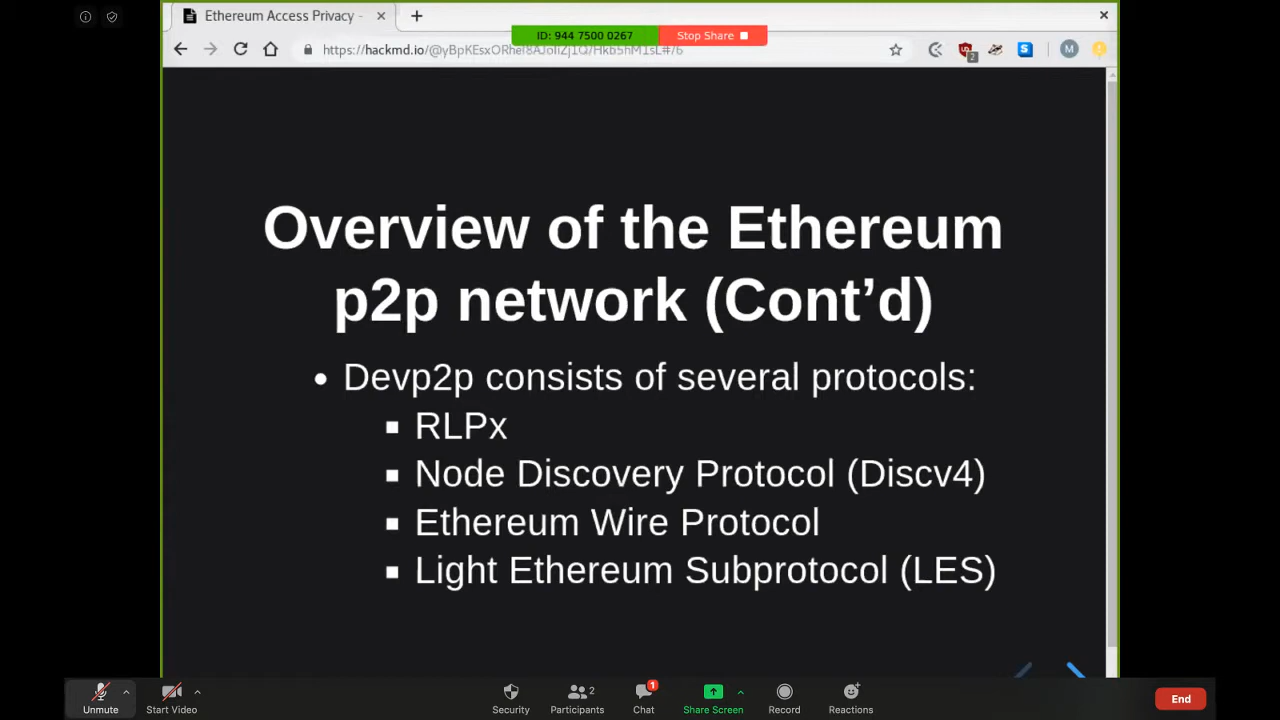 Ethereum Access Privacy -
ID: 944 7500 0267
Stop Share
2
M
Overview of the Ethereum
p2p network (Cont’d)
Devp2p consists of several protocols:
RLPx
Node Discovery Protocol (Discv4)
Ethereum Wire Protocol
Light Ethereum Subprotocol (LES)
Unmute
Start Video
Security
2
Participants
1
Chat
Share Screen
Record
Reactions
End